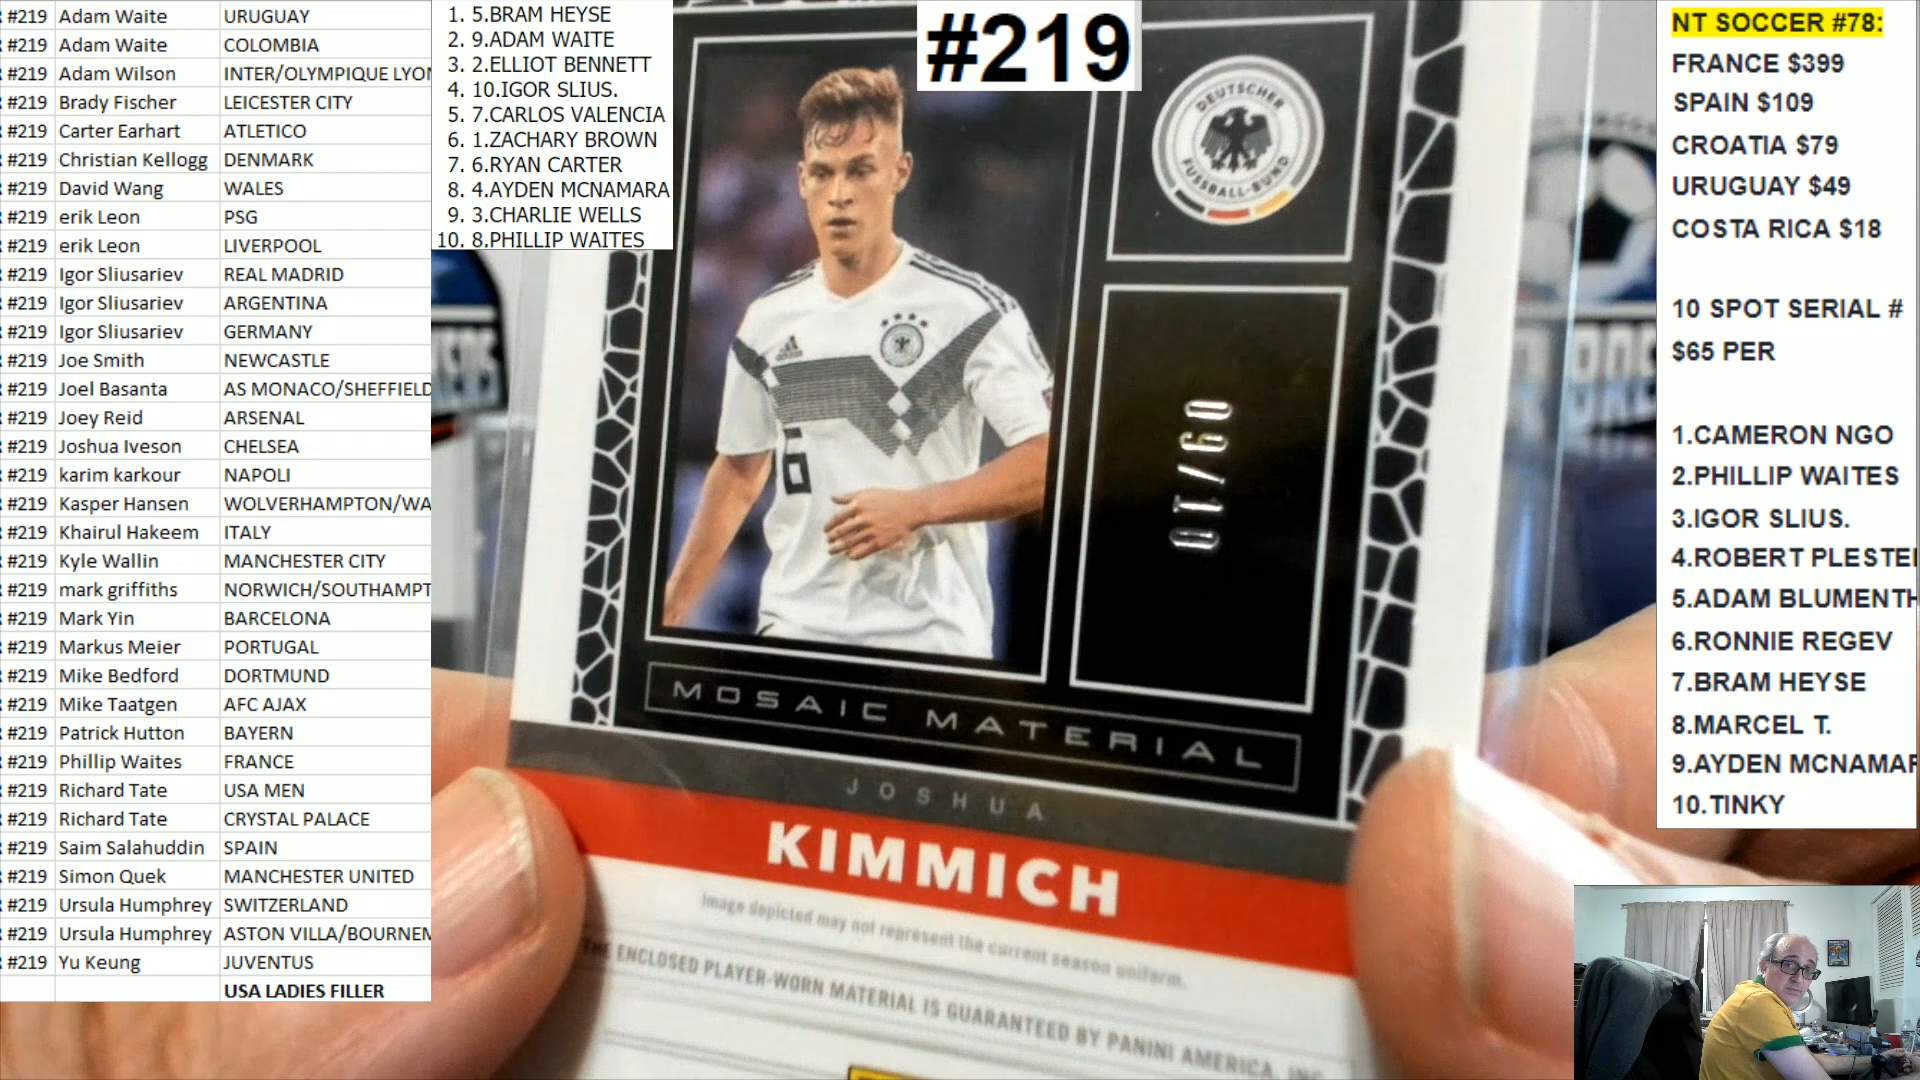 #219 Adam Waite URUGUAY
#219 Adam Waite COLOMBIA
#219 Adam Wilson INTER/OLYMPIQUE LYON
#219 Brady Fischer LEICESTER CITY
#219 Carter Earhart ATLETICO
#219 Christian Kellogg DENMARK
#219 David Wang WALES
#219 erik Leon PSG
#219 erik Leon LIVERPOOL
#219 Igor Sliusariev REAL MADRID
#219 Igor Sliusariev ARGENTINA
#219 Igor Sliusariev GERMANY
#219 Joe Smith NEWCASTLE
#219 Joel Basanta AS MONACO/SHEFFIELD
#219 Joey Reid ARSENAL
#219 Joshua Iveson CHELSEA
#219 karim karkour NAPOLI
#219 Kasper Hansen WOLVERHAMPTON/WA
#219 Khairul Hakeem ITALY
#219 Kyle Wallin MANCHESTER CITY
#219 mark griffiths NORWICH/SOUTHAMPT
#219 Mark Yin BARCELONA
#219 Markus Meier PORTUGAL
#219 Mike Bedford DORTMUND
#219 Mike Taatgen AFC AJAX
#219 Patrick Hutton BAYERN
#219 Phillip Waites FRANCE
#219 Richard Tate USA MEN
#219 Richard Tate CRYSTAL PALACE
#219 Saim Salahuddin SPAIN
#219 Simon Quek MANCHESTER UNITED
#219 Ursula Humphrey SWITZERLAND
#219 Ursula Humphrey ASTON VILLA/BOURNEM
#219 Yu Keung JUVENTUS
USA LADIES FILLER
1. 5.BRAM HEYSE
2. 9.ADAM WAITE
3. 2.ELLIOT BENNETT
4. 10.IGOR SLIUS.
5. 7.CARLOS VALENCIA
6. 1.ZACHARY BROWN
7. 6.RYAN CARTER
8. 4.AYDEN MCNAMARA
9. 3.CHARLIE WELLS
10. 8.PHILLIP WAITES
#219
DEUTSCHER
FUSSBALL-BUND
6
MOSAIC MATERIAL
JOSHUA
KIMMICH
Image depicted may not represent the current season uniform.
THE ENCLOSED PLAYER-WORN MATERIAL IS GUARANTEED BY PANINI AMERICA, INC.
NT SOCCER #78:
FRANCE $399
SPAIN $109
CROATIA $79
URUGUAY $49
COSTA RICA $18
10 SPOT SERIAL #
$65 PER
1.CAMERON NGO
2.PHILLIP WAITES
3.IGOR SLIUS.
4.ROBERT PLESTE
5.ADAM BLUMENTH
6.RONNIE REGEV
7.BRAM HEYSE
8.MARCEL T.
9.AYDEN MCNAMAR
10.TINKY